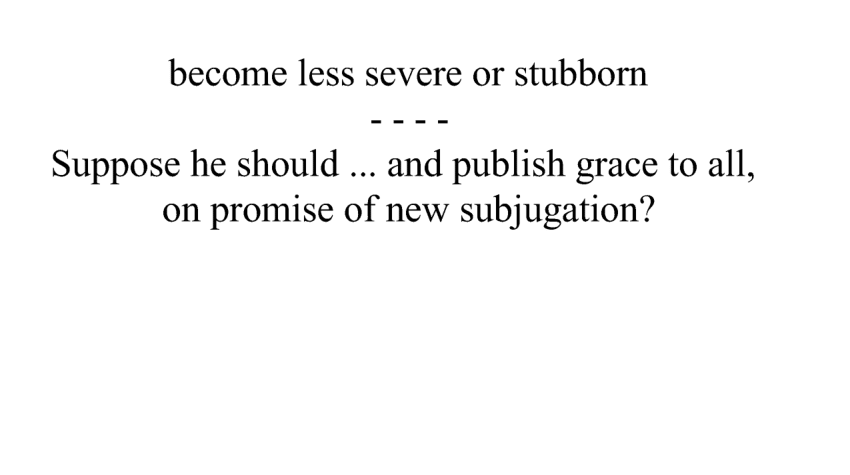 become less severe or stubborn
- - - -
Suppose he should ... and publish grace to all,
on promise of new subjugation?